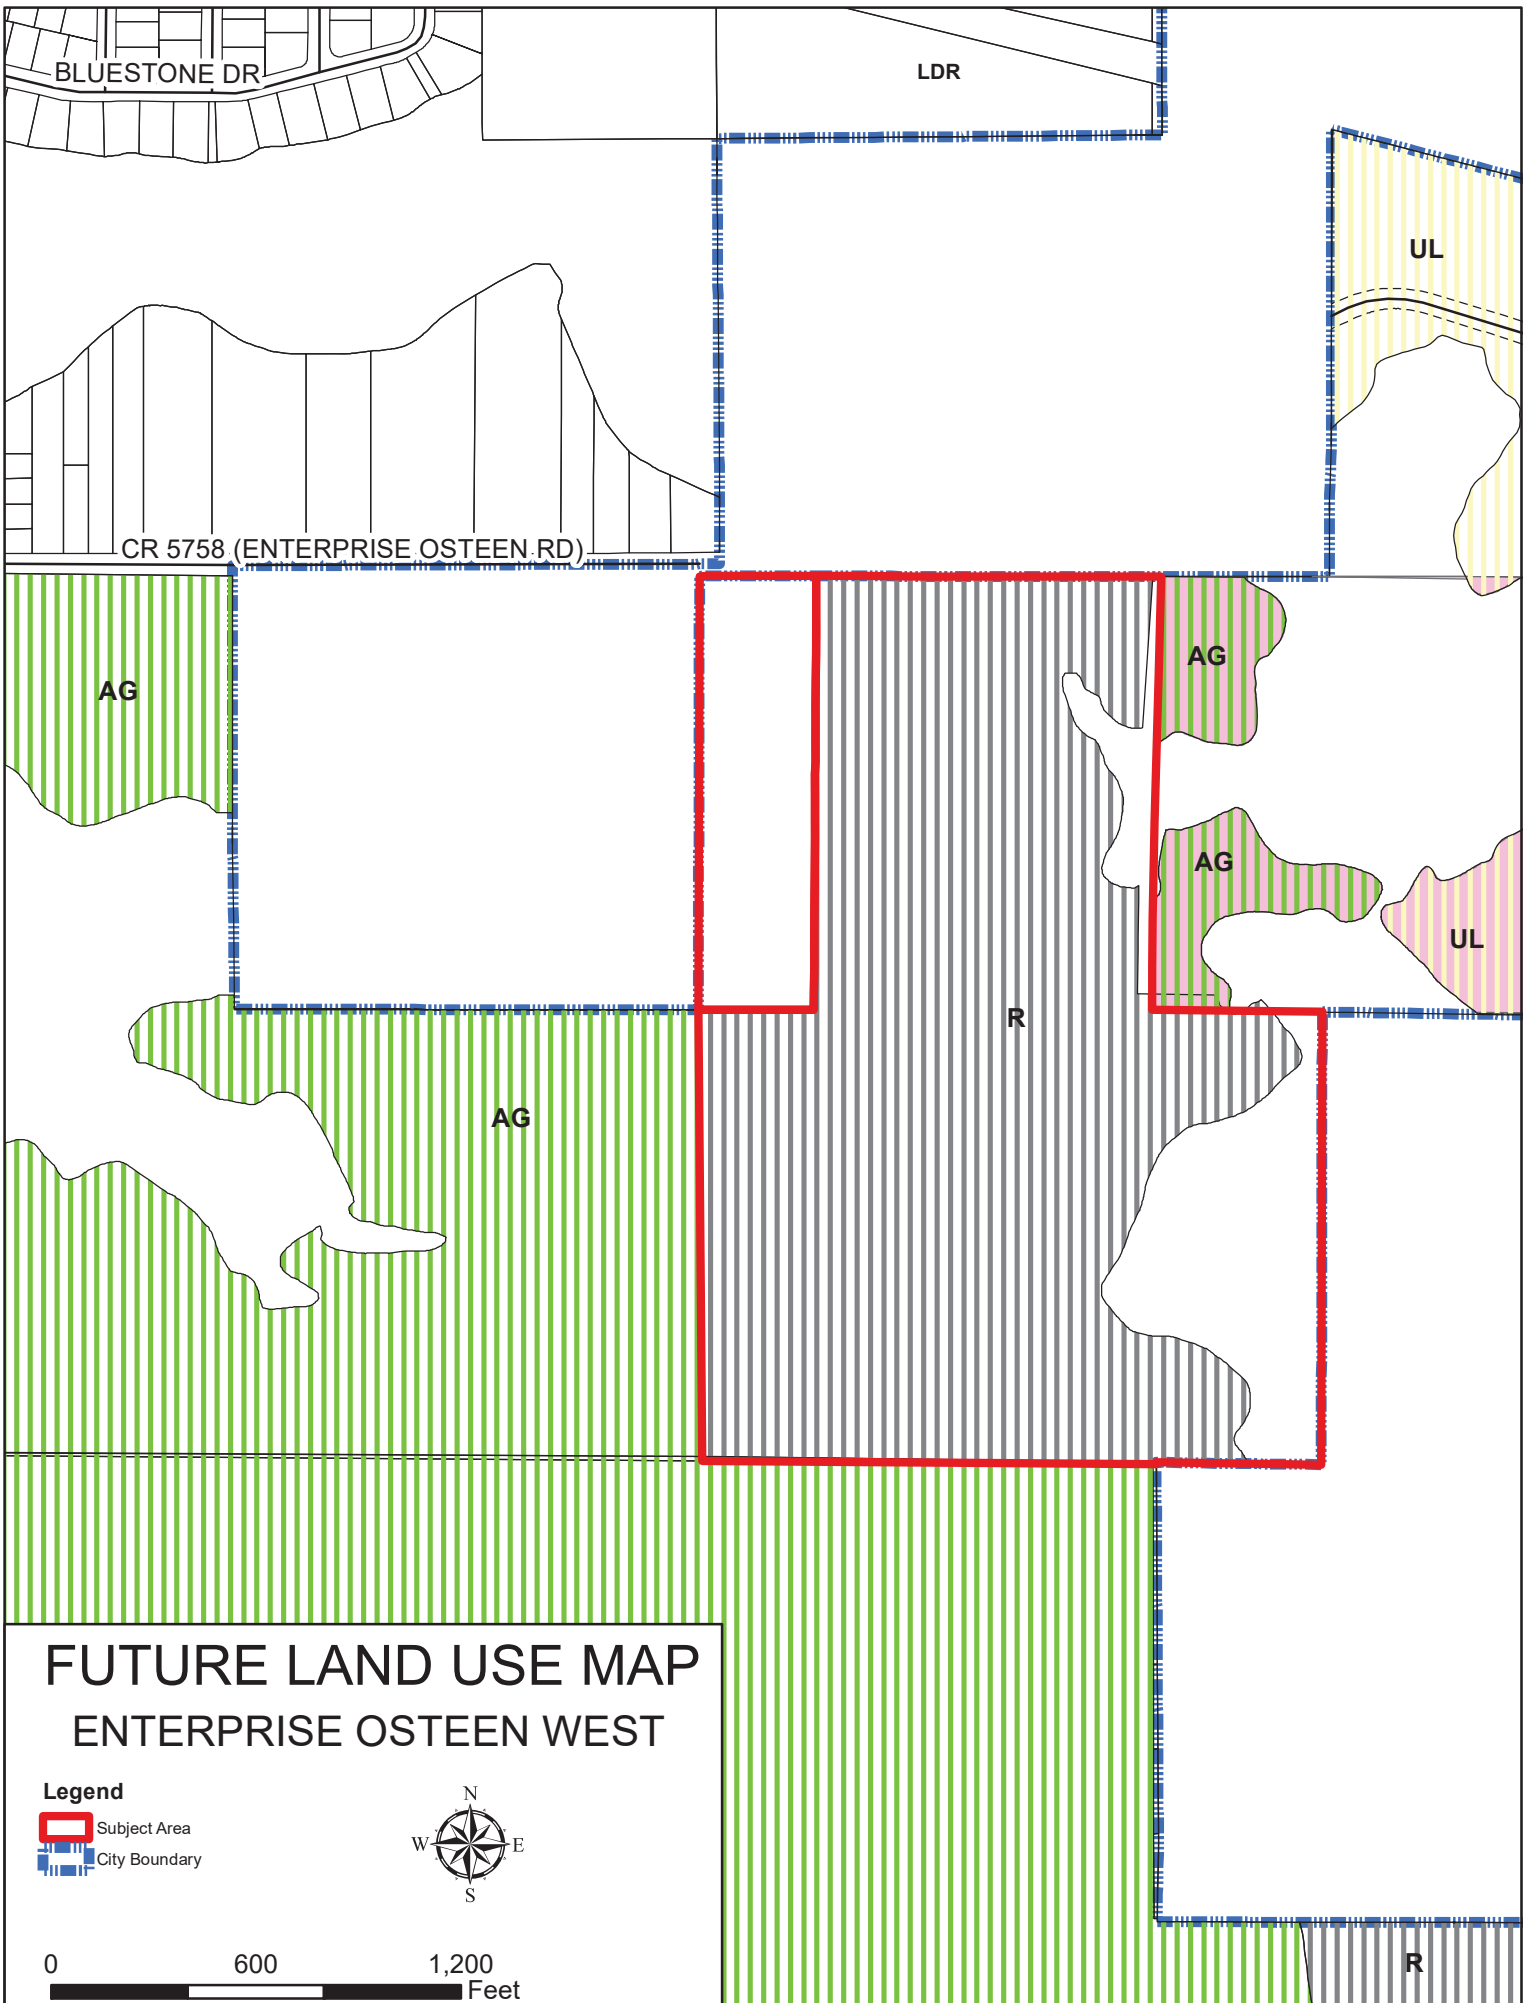 BLUESTONE DR
LDR
UL
CR 5758 (ENTERPRISE OSTEEN RD)
AG
AG
AG
UL
R
AG
FUTURE LAND USE MAP
ENTERPRISE OSTEEN WEST
Legend
Subject Area
City Boundary
N
W E
S
0 600 1,200
Feet
R